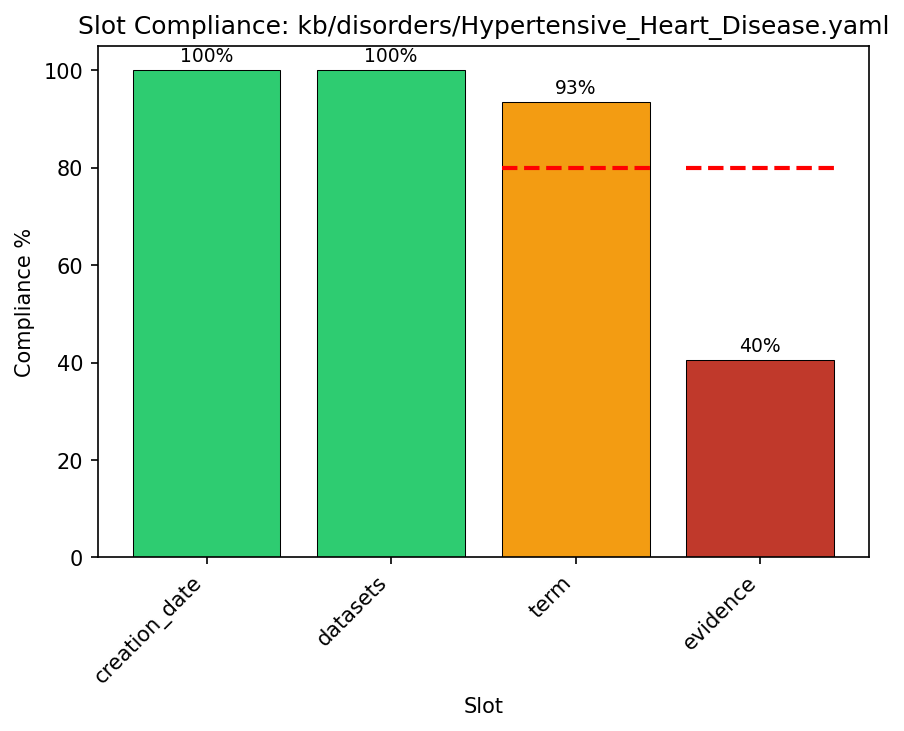 Slot Compliance: kb/disorders/Hypertensive_Heart_Disease.yaml
100%
100%
93%
40%
100
80
60
40
20
0
Compliance %
creation_date
datasets
term
evidence
Slot